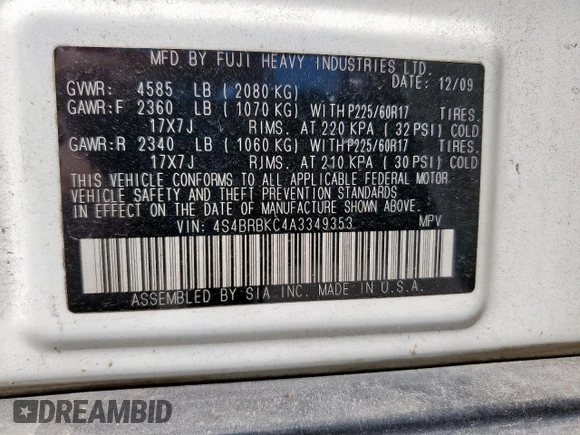 MFD BY FUJI HEAVY INDUSTRIES LTD.
DATE: 12/09
GVWR: 4585 LB ( 2080 KG)
GAWR:F 2360 LB ( 1070 KG) WITH P225/60R17 TIRES.
17X7J RIMS. AT 220 KPA ( 32 PSI) COLD
GAWR:R 2340 LB ( 1060 KG) WITH P225/60R17 TIRES.
17X7J RIMS. AT 210 KPA ( 30 PSI) COLD
THIS VEHICLE CONFORMS TO ALL APPLICABLE FEDERAL MOTOR
VEHICLE SAFETY AND THEFT PREVENTION STANDARDS
IN EFFECT ON THE DATE OF MANUFACTURE SHOWN ABOVE.
VIN: 4S4BRBKC4A3349353 MPV
ASSEMBLED BY SIA INC. MADE IN U.S.A.
DREAMBID